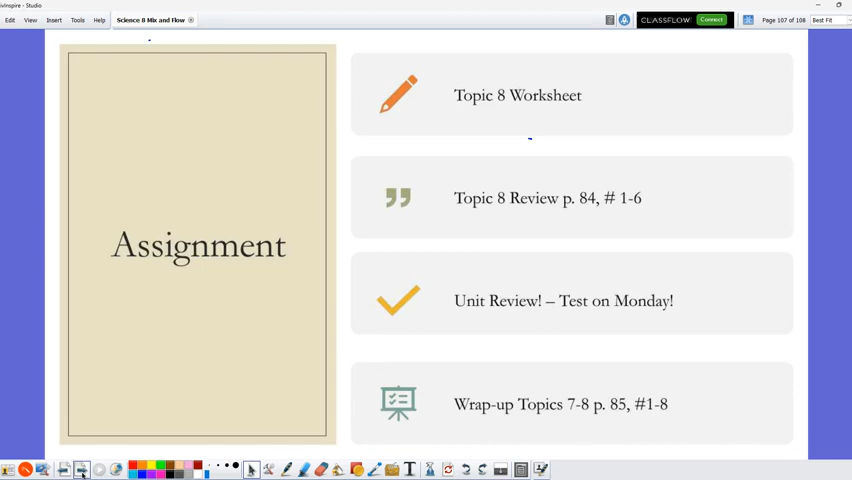 ivInspire - Studio
Edit View Insert Tools Help Science 8 Mix and Flow CLASSFLOW Connect Page 107 of 108 Best Fit
Assignment
Topic 8 Worksheet
Topic 8 Review p. 84, # 1-6
Unit Review! – Test on Monday!
Wrap-up Topics 7-8 p. 85, #1-8